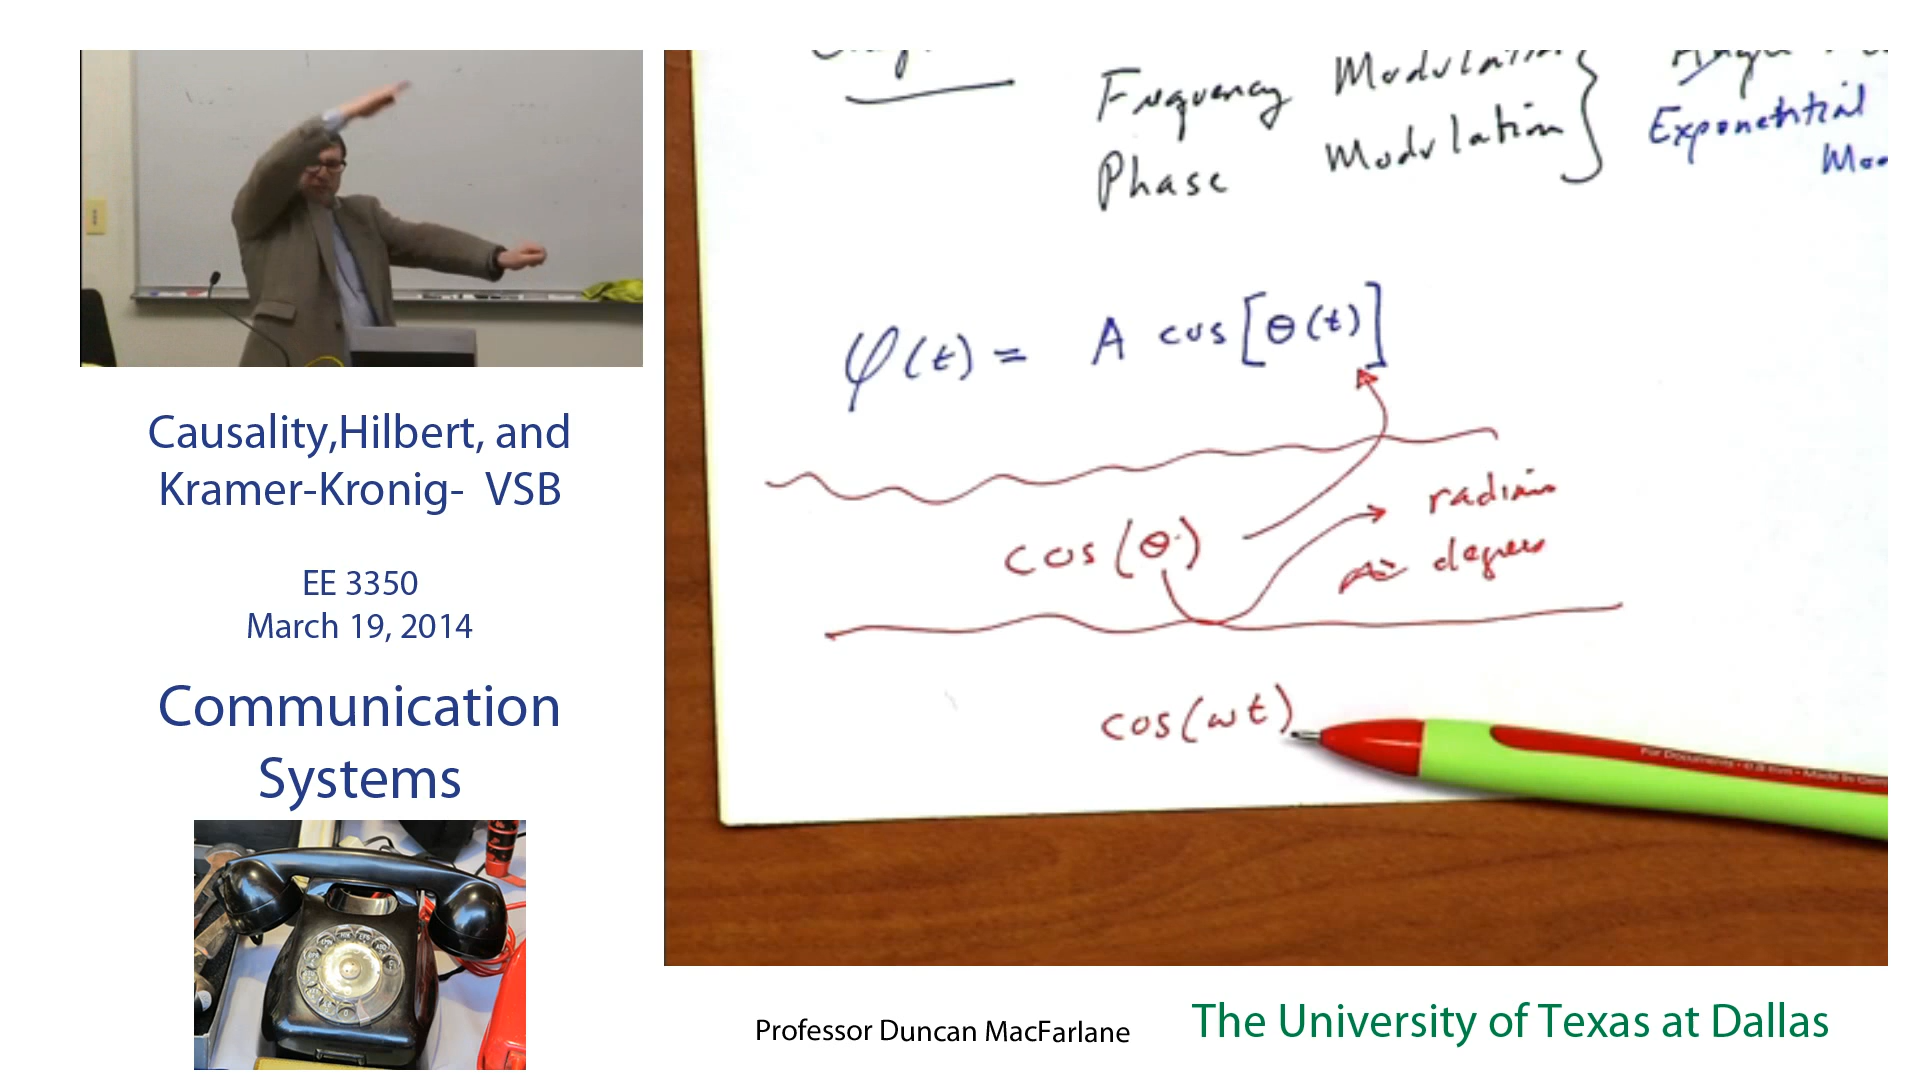 Causality,Hilbert, and
Kramer-Kronig- VSB
EE 3350
March 19, 2014
Communication
Systems
Frequency Modulation
Phase Modulation
Exponential
φ(t) = A cos[θ(t)]
cos(θ)
radians
degrees
cos(ωt)
Professor Duncan MacFarlane
The University of Texas at Dallas